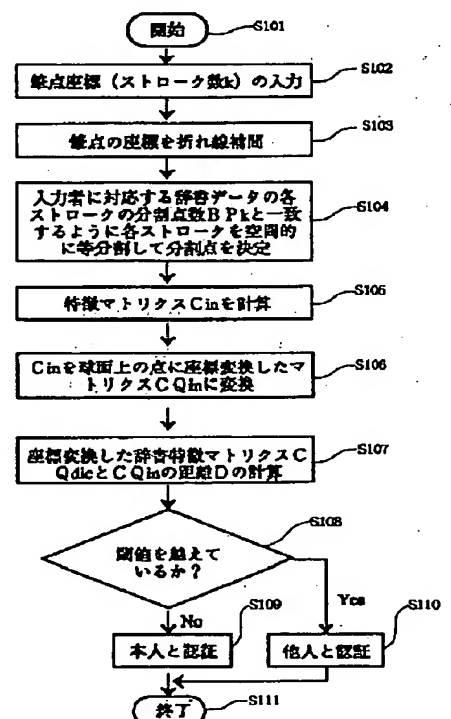 開始
S101
筆点座標（ストローク数k）の入力
S102
筆点の座標を折れ線補間
S103
入力者に対応する辞書データの各
ストロークの分割点数BPkと一致
するように各ストロークを空間的
に等分割して分割点を決定
S104
特徴マトリクスCinを計算
S105
Cinを球面上の点に座標変換したマ
トリクスCQinに変換
S106
座標変換した辞書特徴マトリクスC
QdicとCQinの距離Dの計算
S107
閾値を越えて
いるか？
S108
No
Yes
本人と認証
S109
他人と認証
S110
終了
S111